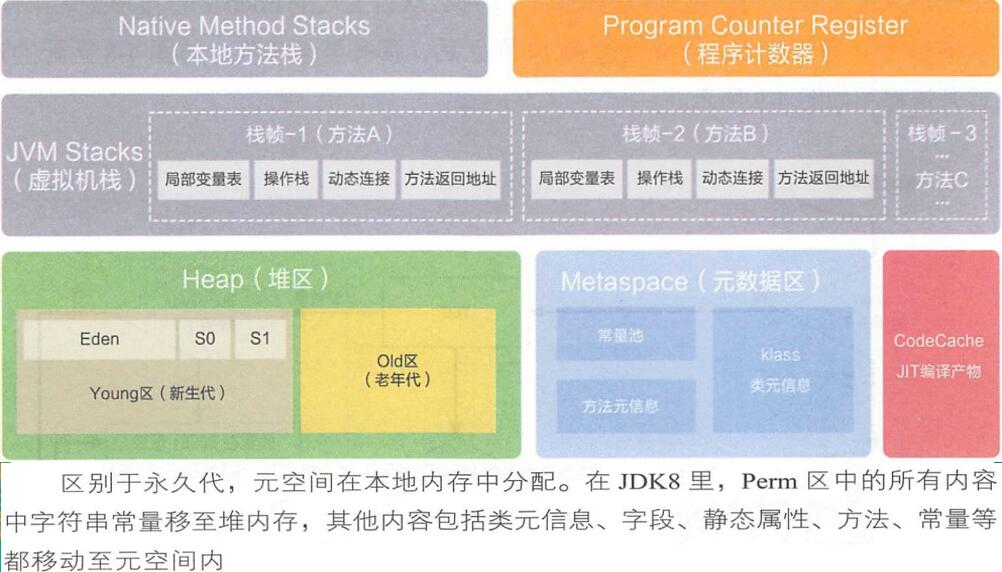 Native Method Stacks
（本地方法栈）
Program Counter Register
（程序计数器）
JVM Stacks
（虚拟机栈）
栈帧-1（方法A）
局部变量表
操作栈
动态连接
方法返回地址
栈帧-2（方法B）
局部变量表
操作栈
动态连接
方法返回地址
栈帧-3
...
方法C
...
Heap（堆区）
Eden
S0
S1
Young区（新生代）
Old区
（老年代）
Metaspace（元数据区）
常量池
方法元信息
klass
类元信息
CodeCache
JIT编译产物
区别于永久代，元空间在本地内存中分配。在 JDK8 里，Perm 区中的所有内容
中字符串常量移至堆内存，其他内容包括类元信息、字段、静态属性、方法、常量等
都移动至元空间内